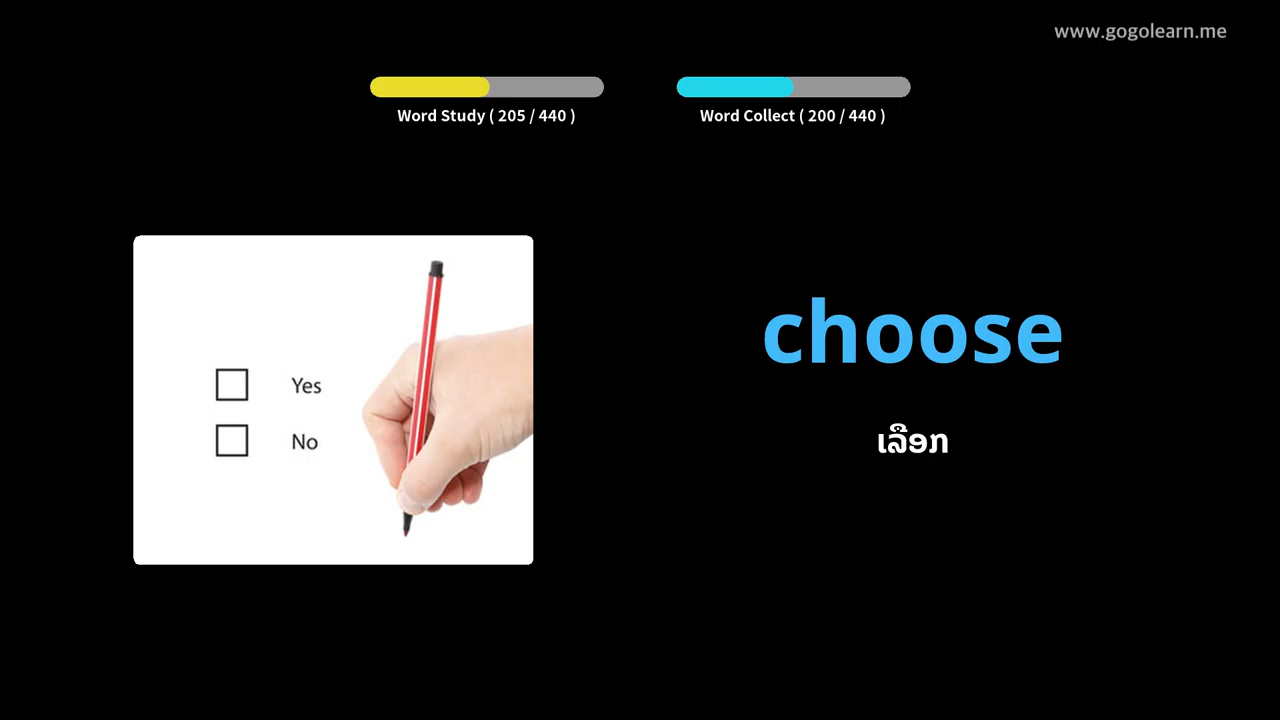 www.gogolearn.me
Word Study ( 205 / 440 )
Word Collect ( 200 / 440 )
choose
ເລືອກ
Yes
No